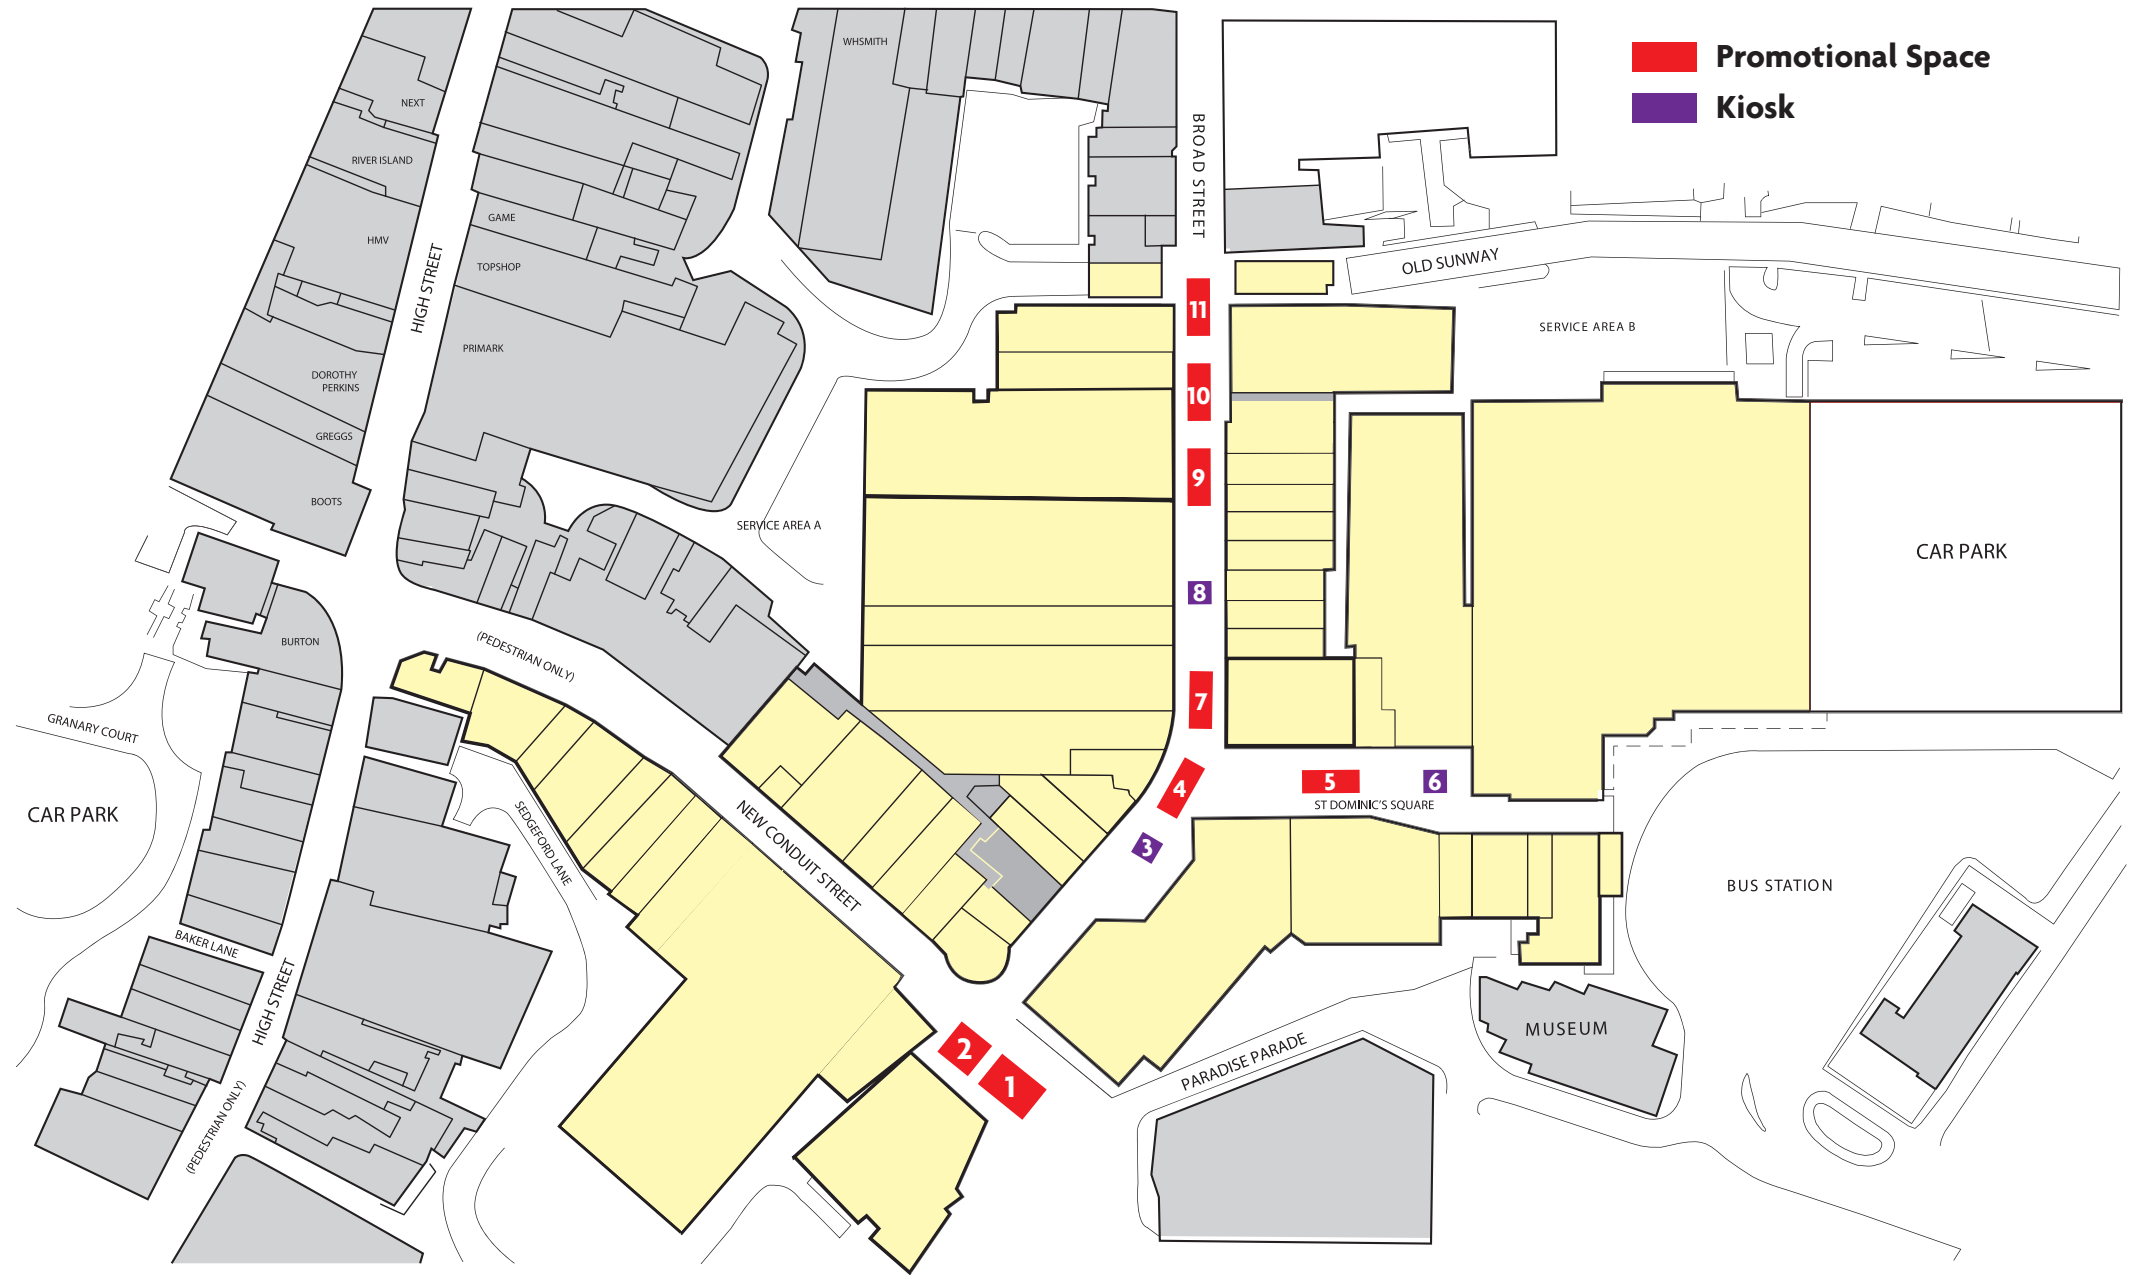 WHSMITH
NEXT
RIVER ISLAND
HMV
GAME
TOPSHOP
PRIMARK
HIGH STREET
DOROTHY
PERKINS
GREGGS
BOOTS
BURTON
BROAD STREET
Promotional Space
Kiosk
OLD SUNWAY
SERVICE AREA B
11
10
9
8
7
SERVICE AREA A
CAR PARK
(PEDESTRIAN ONLY)
GRANARY COURT
CAR PARK
SEDGEFORD LANE
NEW CONDUIT STREET
4
5
6
ST DOMINIC'S SQUARE
3
BUS STATION
BAKER LANE
HIGH STREET
(PEDESTRIAN ONLY)
2
1
PARADISE PARADE
MUSEUM